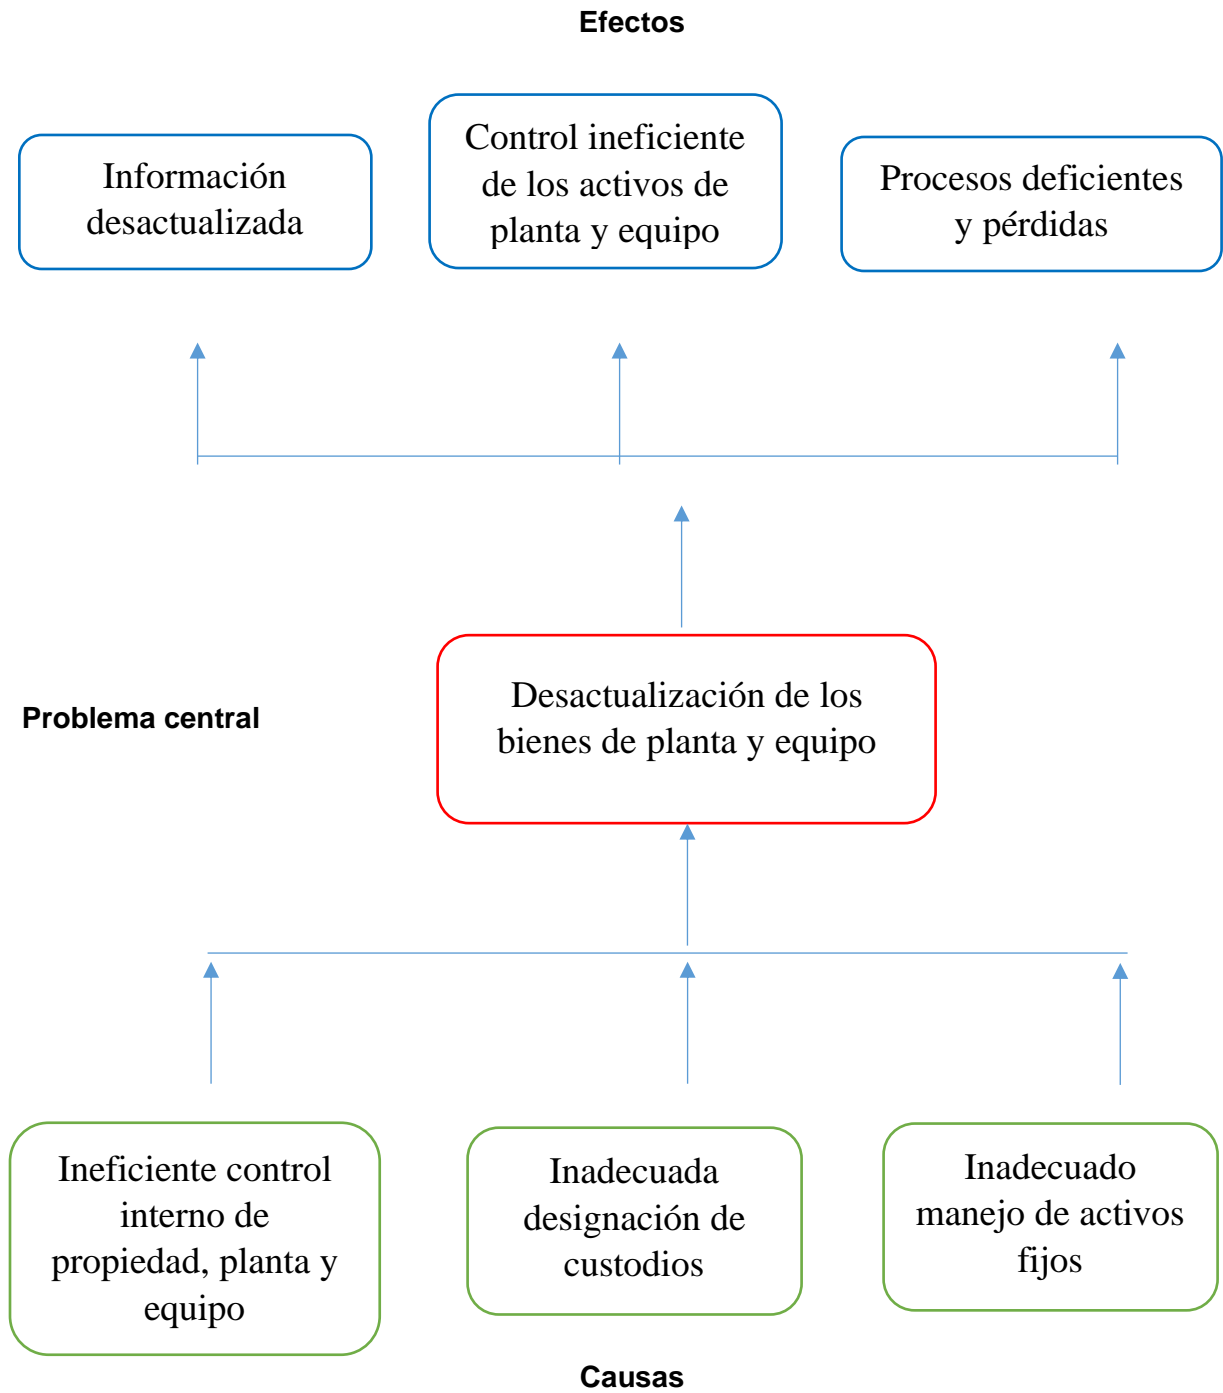 Efectos
Información
desactualizada
Control ineficiente
de los activos de
planta y equipo
Procesos deficientes
y pérdidas
Problema central
Desactualización de los
bienes de planta y equipo
Ineficiente control
interno de
propiedad, planta y
equipo
Inadecuada
designación de
custodios
Inadecuado
manejo de activos
fijos
Causas